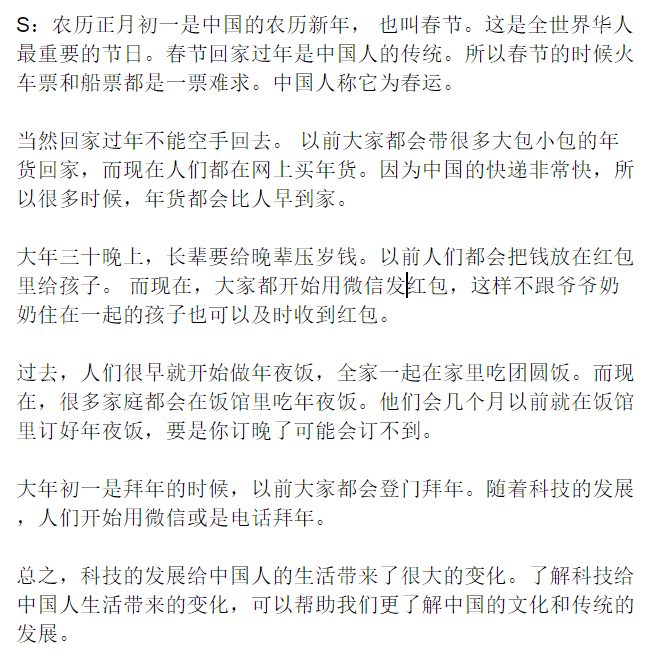 S：农历正月初一是中国的农历新年， 也叫春节。这是全世界华人
最重要的节日。春节回家过年是中国人的传统。所以春节的时候火
车票和船票都是一票难求。中国人称它为春运。
当然回家过年不能空手回去。 以前大家都会带很多大包小包的年
货回家，而现在人们都在网上买年货。因为中国的快递非常快，所
以很多时候，年货都会比人早到家。
大年三十晚上，长辈要给晚辈压岁钱。以前人们都会把钱放在红包
里给孩子。 而现在，大家都开始用微信发红包，这样不跟爷爷奶
奶住在一起的孩子也可以及时收到红包。
过去，人们很早就开始做年夜饭，全家一起在家里吃团圆饭。而现
在，很多家庭都会在饭馆里吃年夜饭。他们会几个月以前就在饭馆
里订好年夜饭，要是你订晚了可能会订不到。
大年初一是拜年的时候，以前大家都会登门拜年。随着科技的发展
，人们开始用微信或是电话拜年。
总之，科技的发展给中国人的生活带来了很大的变化。了解科技给
中国人生活带来的变化，可以帮助我们更了解中国的文化和传统的
发展。